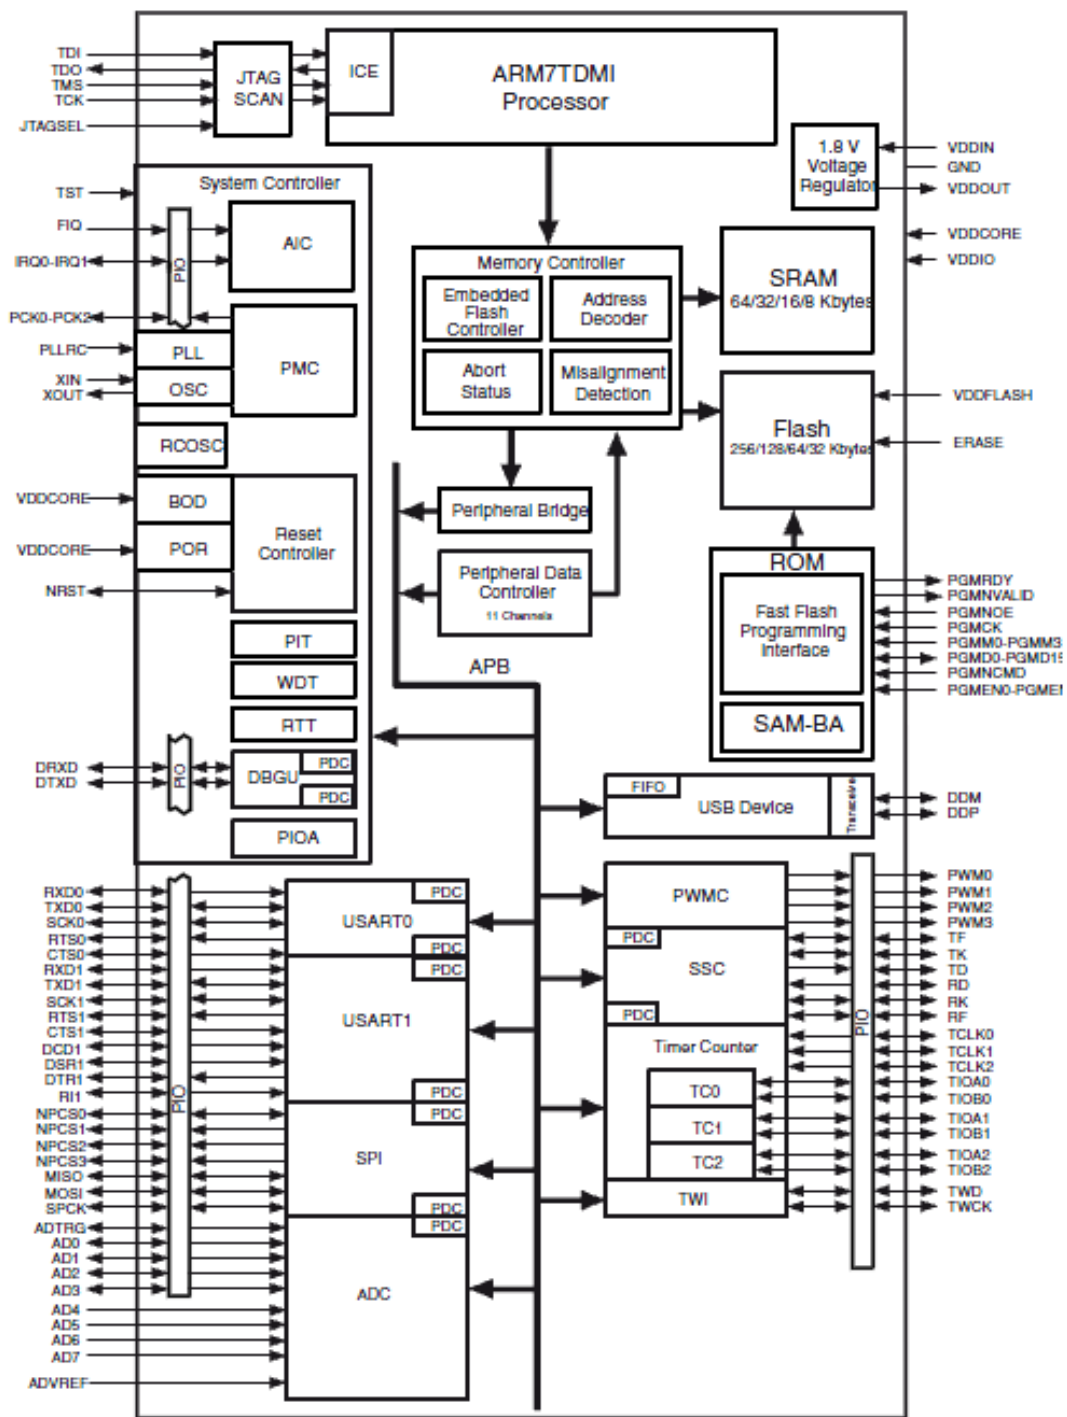 TDI
TDO
TMS
TCK
JTAGSEL
JTAG
SCAN
ICE
ARM7TDMI
Processor
1.8 V
Voltage
Regulator
VDDIN
GND
VDDOUT
VDDCORE
VDDIO
System Controller
TST
FIQ
IRQ0-IRQ1
PIO
AIC
PCK0-PCK2
PLLRC
PLL
PMC
XIN
XOUT
OSC
RCOSC
VDDCORE
BOD
VDDCORE
POR
Reset
Controller
NRST
PIT
WDT
RTT
DRXD
DTXD
PIO
DBGU
PDC
PDC
PIOA
Memory Controller
Embedded
Flash
Controller
Address
Decoder
Abort
Status
Misalignment
Detection
SRAM
64/32/16/8 Kbytes
Flash
256/128/64/32 Kbytes
VDDFLASH
ERASE
Peripheral Bridge
Peripheral Data
Controller
11 Channels
APB
ROM
Fast Flash
Programming
Interface
SAM-BA
PGMRDY
PGMNVALID
PGMNOE
PGMCK
PGMM0-PGMM3
PGMD0-PGMD15
PGMNCMD
PGMEN0-PGMEN
FIFO
USB Device
Transceiver
DDM
DDP
RXD0
TXD0
SCK0
RTS0
CTS0
RXD1
TXD1
SCK1
RTS1
CTS1
DCD1
DSR1
DTR1
RI1
NPCS0
NPCS1
NPCS2
NPCS3
MISO
MOSI
SPCK
ADTRG
AD0
AD1
AD2
AD3
AD4
AD5
AD6
AD7
ADVREF
PIO
PDC
USART0
PDC
PDC
USART1
PDC
PDC
SPI
PDC
PDC
ADC
PWMC
PDC
SSC
PDC
Timer Counter
TC0
TC1
TC2
TWI
PIO
PWM0
PWM1
PWM2
PWM3
TF
TK
TD
RD
RK
RF
TCLK0
TCLK1
TCLK2
TIOA0
TIOB0
TIOA1
TIOB1
TIOA2
TIOB2
TWD
TWCK